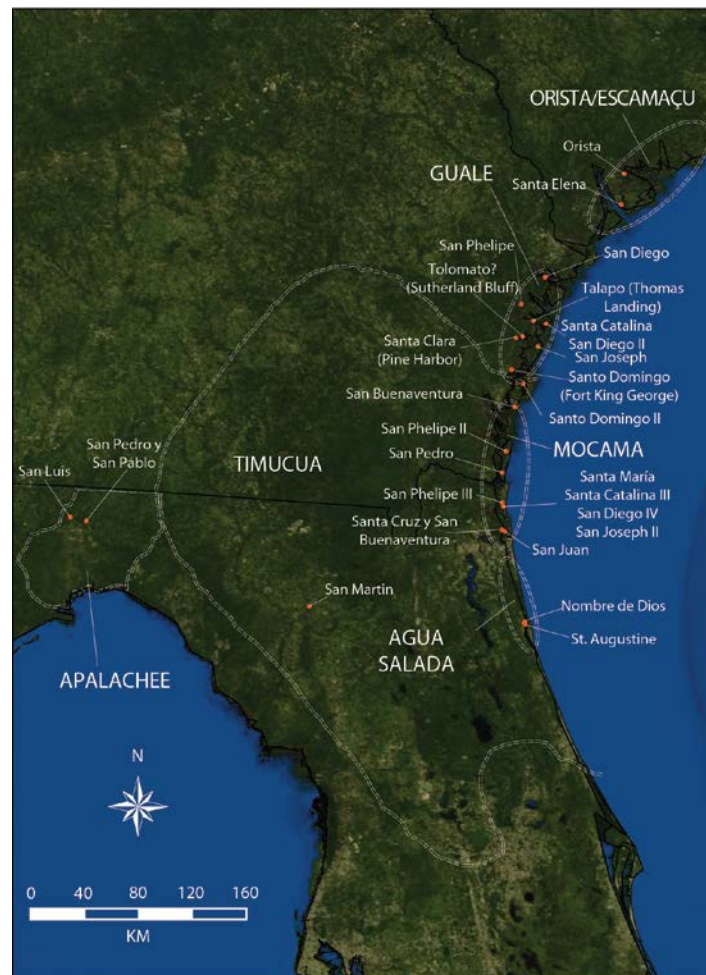 ORISTA/ESCAMAÇU
Orista
GUALE
Santa Elena
San Phelipe
San Diego
Tolomato?
(Sutherland Bluff)
Talapo (Thomas
Landing)
Santa Catalina
San Diego II
San Joseph
Santa Clara
(Pine Harbor)
Santo Domingo
(Fort King George)
San Buenaventura
Santo Domingo II
San Phelipe II
MOCAMA
San Pedro y
San Pablo
TIMUCUA
San Pedro
San Luis
Santa María
Santa Catalina III
San Diego IV
San Joseph II
San Phelipe III
Santa Cruz y San
Buenaventura
San Juan
San Martin
Nombre de Dios
St. Augustine
AGUA
SALADA
APALACHEE
N
0 40 80 120 160
KM